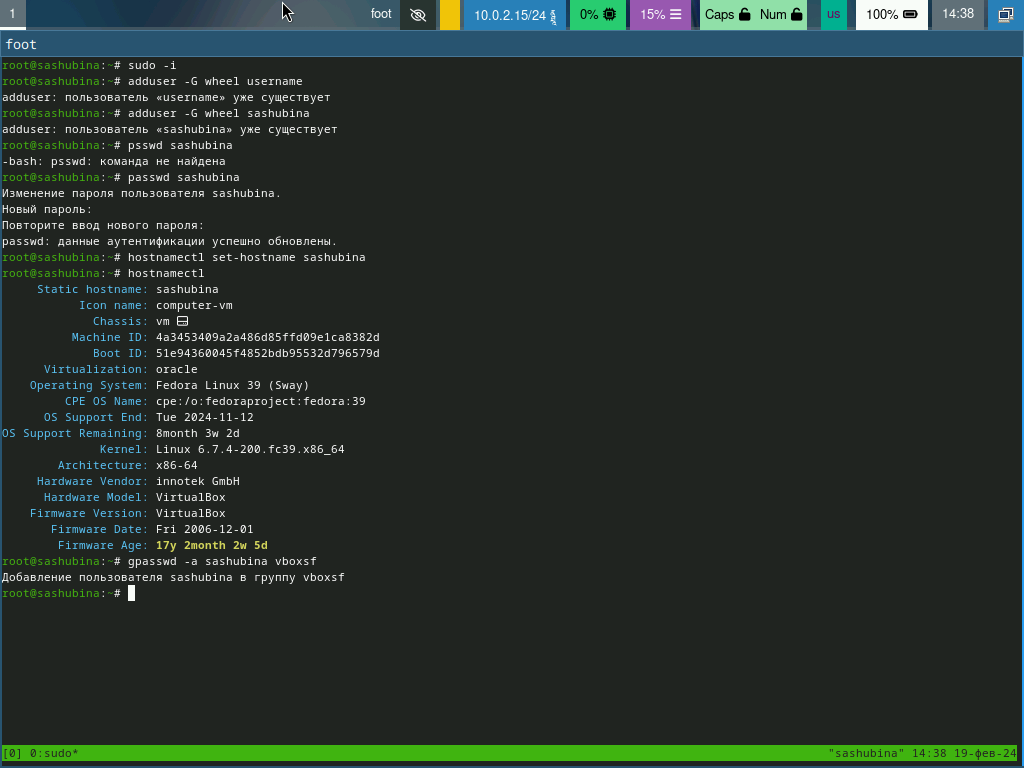 1 foot 10.0.2.15/24 0% 15% Caps Num us 100% 14:38
foot
root@sashubina:~# sudo -i
root@sashubina:~# adduser -G wheel username
adduser: пользователь «username» уже существует
root@sashubina:~# adduser -G wheel sashubina
adduser: пользователь «sashubina» уже существует
root@sashubina:~# psswd sashubina
-bash: psswd: команда не найдена
root@sashubina:~# passwd sashubina
Изменение пароля пользователя sashubina.
Новый пароль:
Повторите ввод нового пароля:
passwd: данные аутентификации успешно обновлены.
root@sashubina:~# hostnamectl set-hostname sashubina
root@sashubina:~# hostnamectl
Static hostname: sashubina
Icon name: computer-vm
Chassis: vm
Machine ID: 4a3453409a2a486d85ffd09e1ca8382d
Boot ID: 51e94360045f4852bdb95532d796579d
Virtualization: oracle
Operating System: Fedora Linux 39 (Sway)
CPE OS Name: cpe:/o:fedoraproject:fedora:39
OS Support End: Tue 2024-11-12
OS Support Remaining: 8month 3w 2d
Kernel: Linux 6.7.4-200.fc39.x86_64
Architecture: x86-64
Hardware Vendor: innotek GmbH
Hardware Model: VirtualBox
Firmware Version: VirtualBox
Firmware Date: Fri 2006-12-01
Firmware Age: 17y 2month 2w 5d
root@sashubina:~# gpasswd -a sashubina vboxsf
Добавление пользователя sashubina в группу vboxsf
root@sashubina:~#
[0] 0:sudo* "sashubina" 14:38 19-фев-24